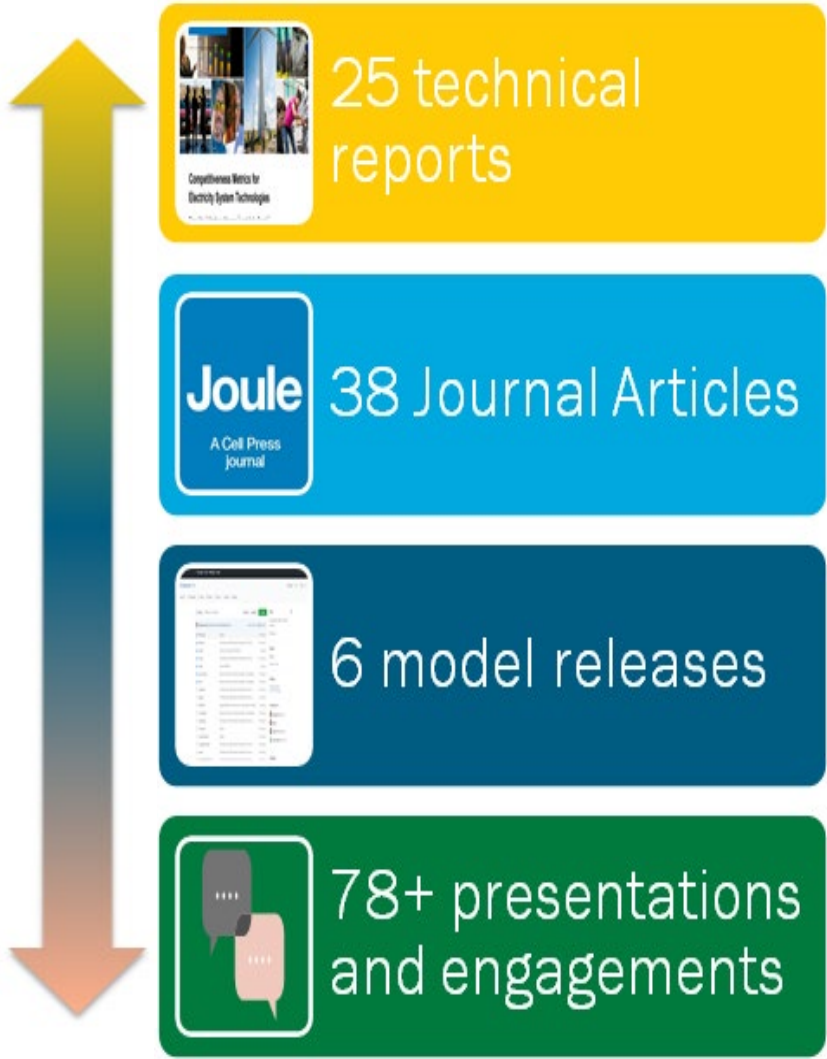 25 technical
reports
Competitiveness Metrics for
Electricity System Technologies
38 Journal Articles
Joule
A Cell Press
journal
6 model releases
78+ presentations
and engagements